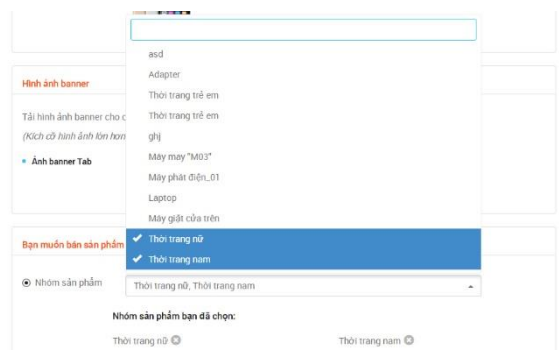 asd
Adapter
Hình ảnh banner
Thời trang trẻ em
Tải hình ảnh banner cho
Thời trang trẻ em
(Kích cỡ hình ảnh lớn hơn
ghj
Ảnh banner Tab
Máy may "M03"
Máy phát điện_01
Laptop
Máy giặt cửa trên
Bạn muốn bán sản phẩm
Thời trang nữ
Thời trang nam
Nhóm sản phẩm
Thời trang nữ, Thời trang nam
Nhóm sản phẩm bạn đã chọn:
Thời trang nữ
Thời trang nam